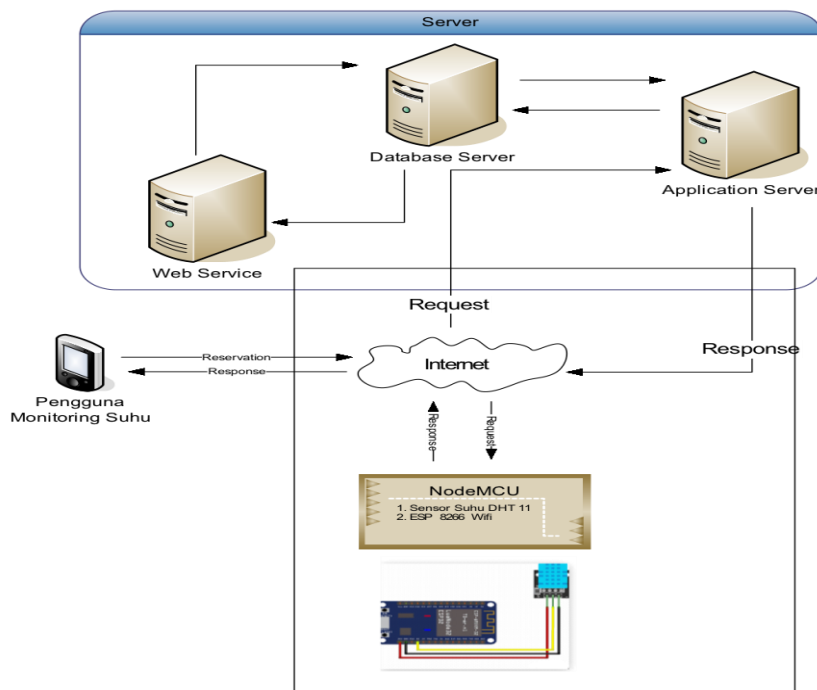 Server
Database Server
Application Server
Web Service
Request
Response
Internet
Reservation
Response
Pengguna
Monitoring Suhu
Response
Request
NodeMCU
1. Sensor Suhu DHT 11
2. ESP 8266 Wifi